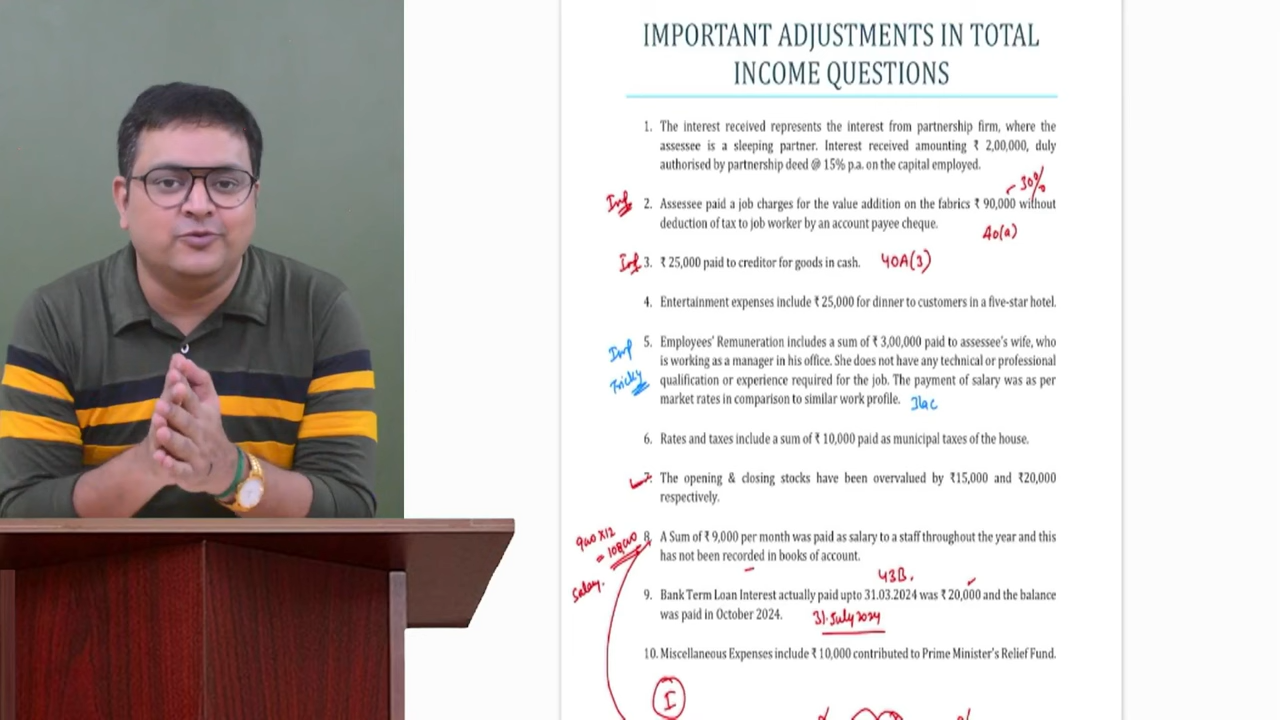 IMPORTANT ADJUSTMENTS IN TOTAL
INCOME QUESTIONS
1. The interest received represents the interest from partnership firm, where the
assessee is a sleeping partner. Interest received amounting ₹ 2,00,000, duly
authorised by partnership deed @ 15% p.a. on the capital employed.
30%
Imp 2. Assessee paid a job charges for the value addition on the fabrics ₹ 90,000 without
deduction of tax to job worker by an account payee cheque.
40(a)
Imp 3. ₹ 25,000 paid to creditor for goods in cash. 40A(3)
4. Entertainment expenses include ₹ 25,000 for dinner to customers in a five-star hotel.
Imp 5. Employees' Remuneration includes a sum of ₹ 3,00,000 paid to assessee's wife, who
is working as a manager in his office. She does not have any technical or professional
Tricky qualification or experience required for the job. The payment of salary was as per
market rates in comparison to similar work profile. 3lac
6. Rates and taxes include a sum of ₹ 10,000 paid as municipal taxes of the house.
7. The opening & closing stocks have been overvalued by ₹15,000 and ₹20,000
respectively.
9000X12
= 108000
8. A Sum of ₹ 9,000 per month was paid as salary to a staff throughout the year and this
has not been recorded in books of account.
Salary.
43B.
9. Bank Term Loan Interest actually paid upto 31.03.2024 was ₹ 20,000 and the balance
was paid in October 2024. 31 July 2024
10. Miscellaneous Expenses include ₹ 10,000 contributed to Prime Minister's Relief Fund.
I